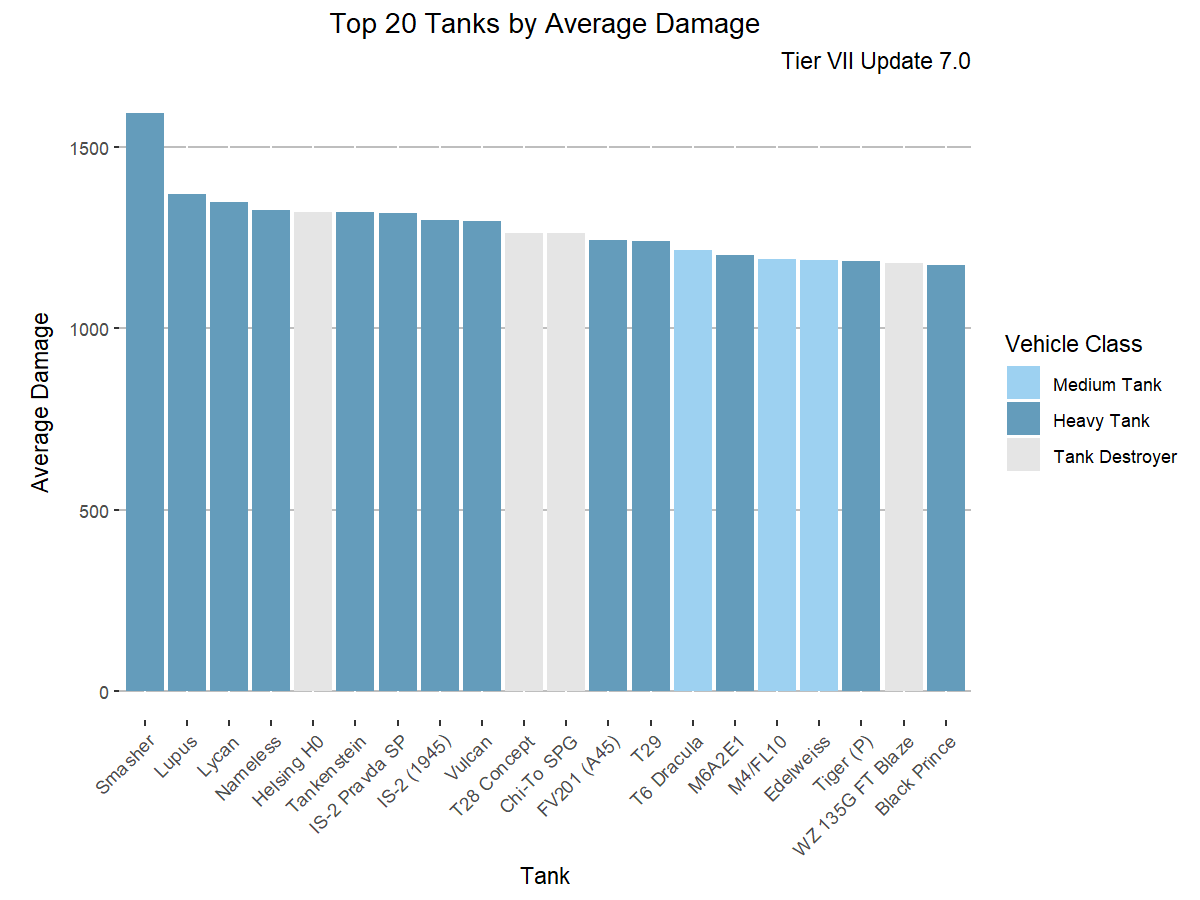 Top 20 Tanks by Average Damage
Tier VII Update 7.0
Average Damage
1500
1000
500
0
Smasher
Lupus
Lycan
Nameless
Helsing H0
Tankenstein
IS-2 Pravda SP
IS-2 (1945)
Vulcan
T28 Concept
Chi-To SPG
FV201 (A45)
T29
T6 Dracula
M6A2E1
M4/FL10
Edelweiss
Tiger (P)
WZ 135G FT Blaze
Black Prince
Tank
Vehicle Class
Medium Tank
Heavy Tank
Tank Destroyer